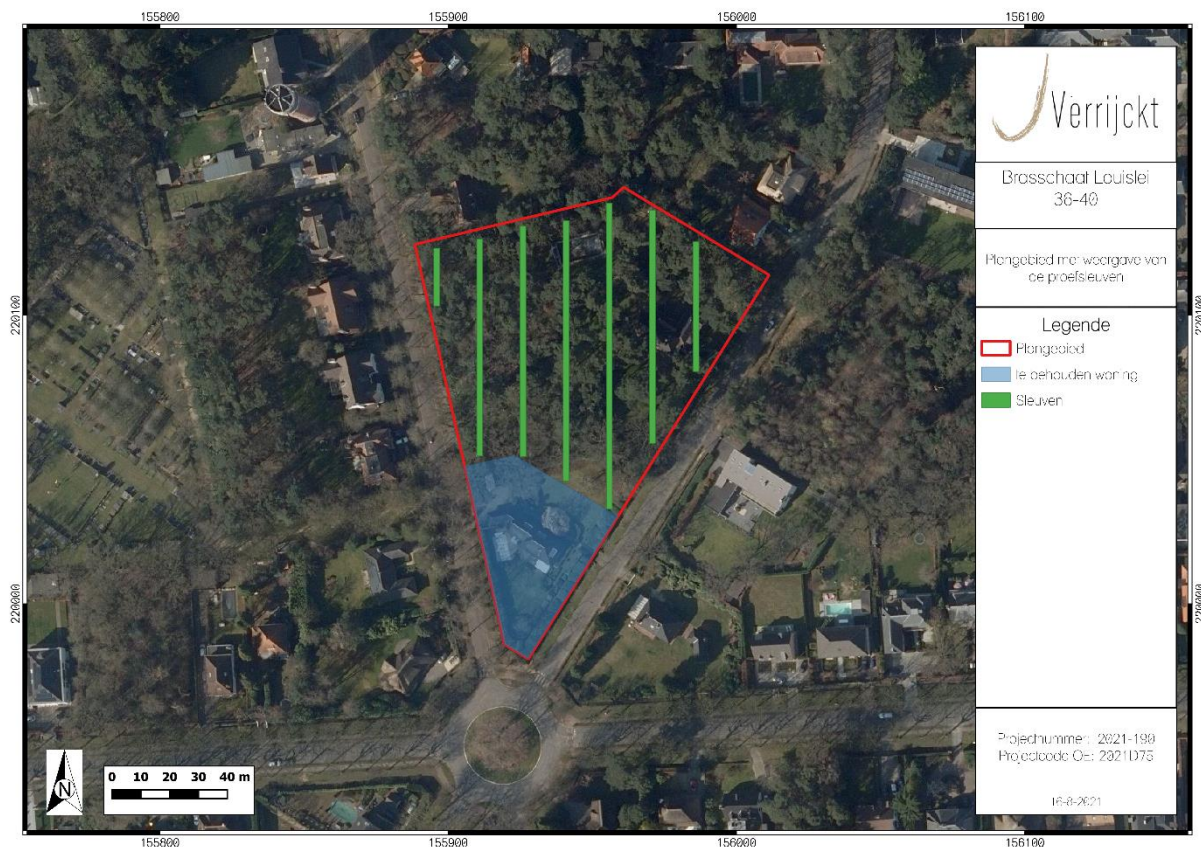 155800 155900 156000 156100
Verrijckt
Brasschaat Louislei
36-40
Plangebied met weergave van
de proefsleuven
220100 220100
Legende
Plangebied
te behouden woning
Sleuven
220000 220000
Projectnummer: 2021-190
Projectcode OE: 2021D75
16-8-2021
N
0 10 20 30 40 m
155800 155900 156000 156100